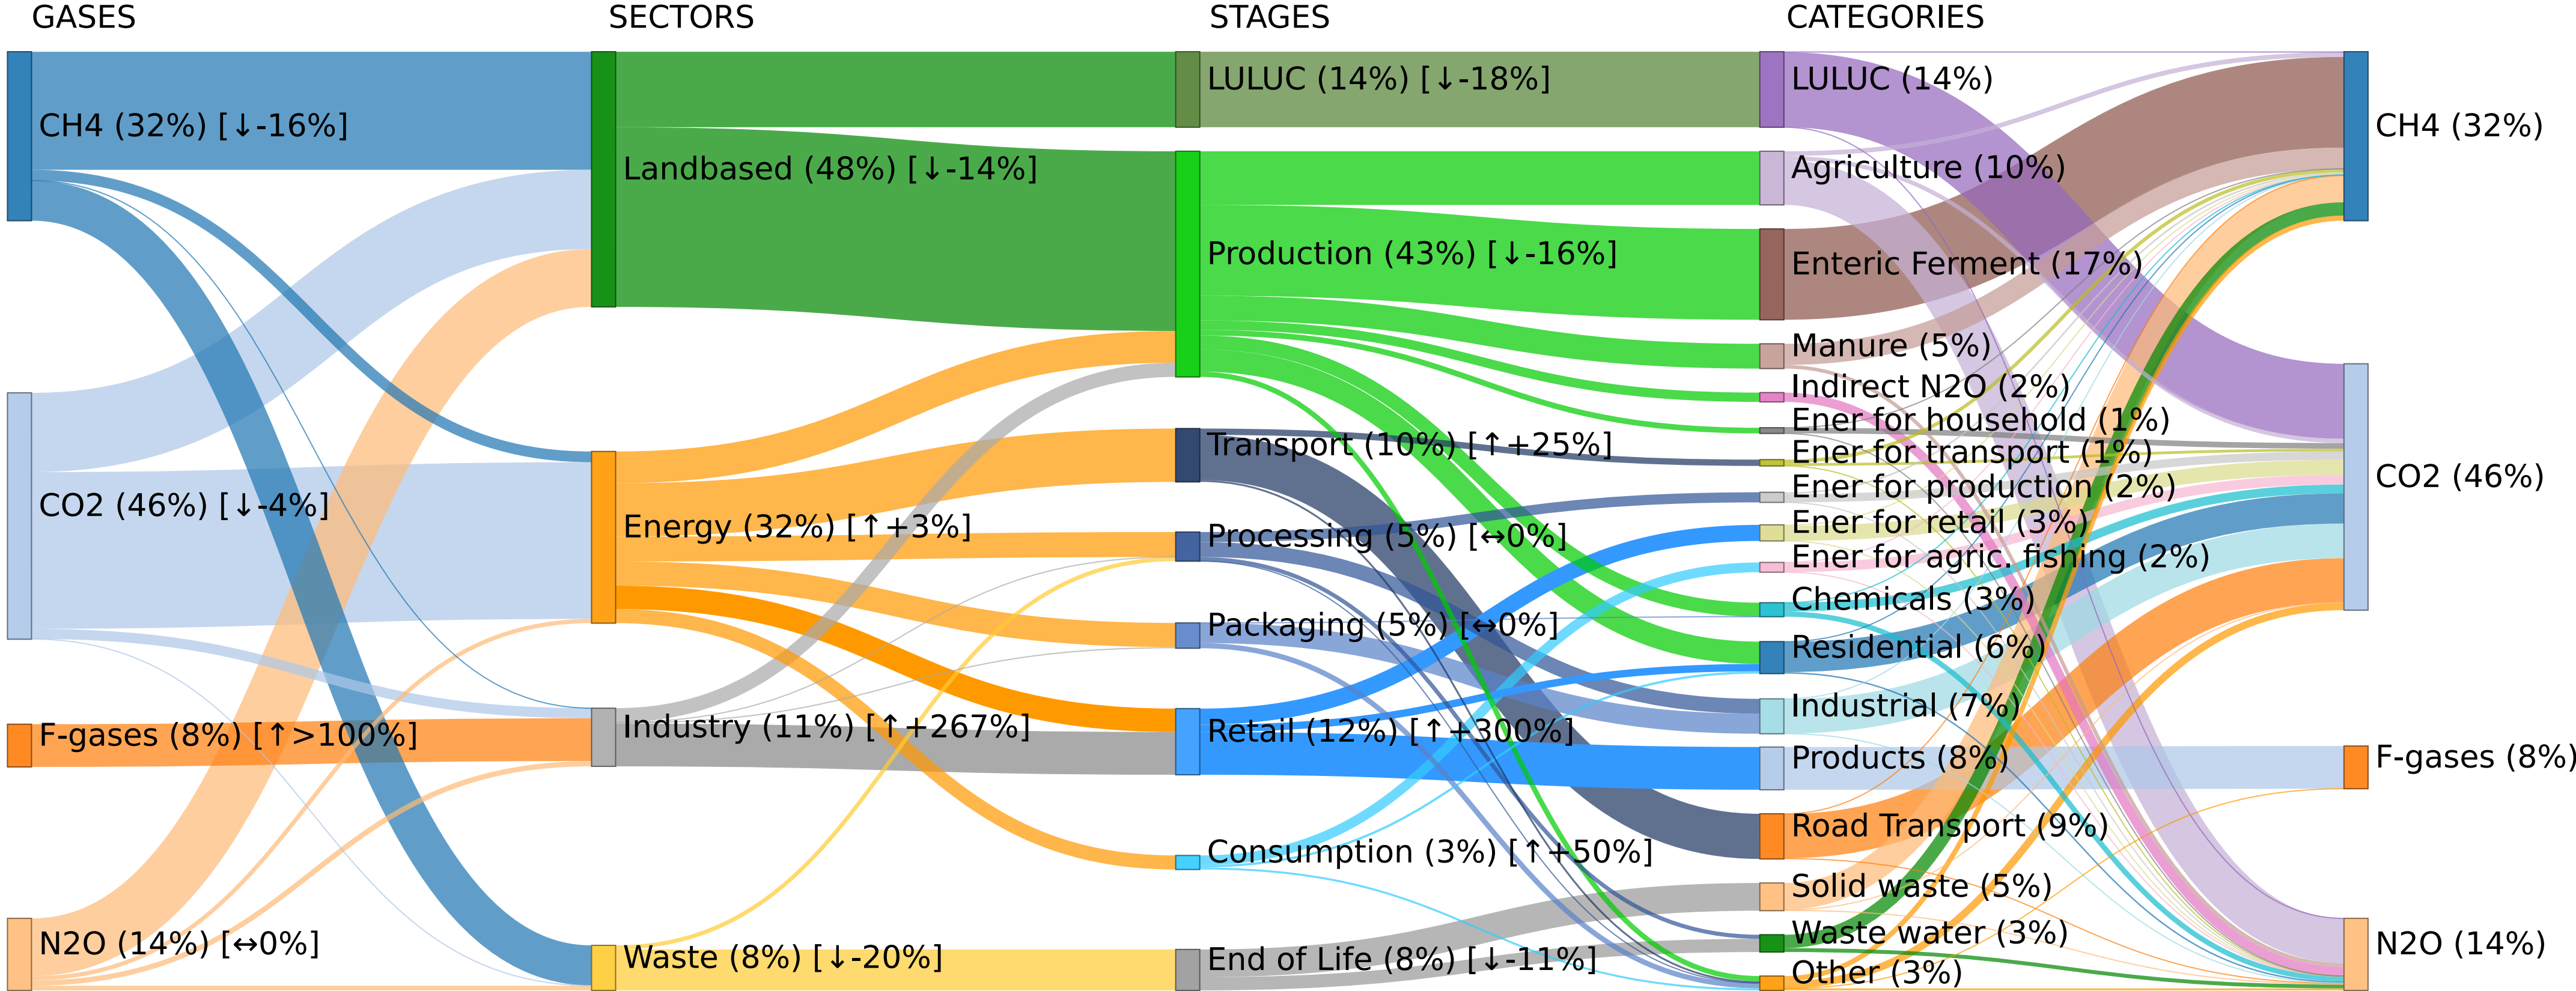 GASES
SECTORS
STAGES
CATEGORIES
CH4 (32%) [↓-16%]
CO2 (46%) [↓-4%]
F-gases (8%) [↑>100%]
N2O (14%) [↔0%]
Landbased (48%) [↓-14%]
Energy (32%) [↑+3%]
Industry (11%) [↑+267%]
Waste (8%) [↓-20%]
LULUC (14%) [↓-18%]
Production (43%) [↓-16%]
Transport (10%) [↑+25%]
Processing (5%) [↔0%]
Packaging (5%) [↔0%]
Retail (12%) [↑+300%]
Consumption (3%) [↑+50%]
End of Life (8%) [↓-11%]
LULUC (14%)
Agriculture (10%)
Enteric Ferment (17%)
Manure (5%)
Indirect N2O (2%)
Ener for household (1%)
Ener for transport (1%)
Ener for production (2%)
Ener for retail (3%)
Ener for agric. fishing (2%)
Chemicals (3%)
Residential (6%)
Industrial (7%)
Products (8%)
Road Transport (9%)
Solid waste (5%)
Waste water (3%)
Other (3%)
CH4 (32%)
CO2 (46%)
F-gases (8%)
N2O (14%)